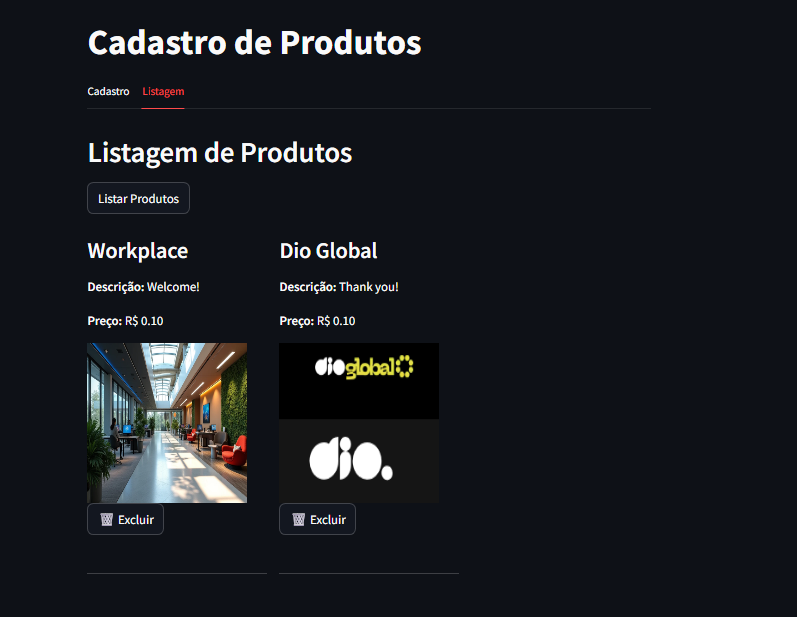 Cadastro de Produtos
Cadastro Listagem
Listagem de Produtos
Listar Produtos
Workplace
Descrição: Welcome!
Preço: R$ 0.10
Excluir
Dio Global
Descrição: Thank you!
Preço: R$ 0.10
dioglobal
dio.
Excluir